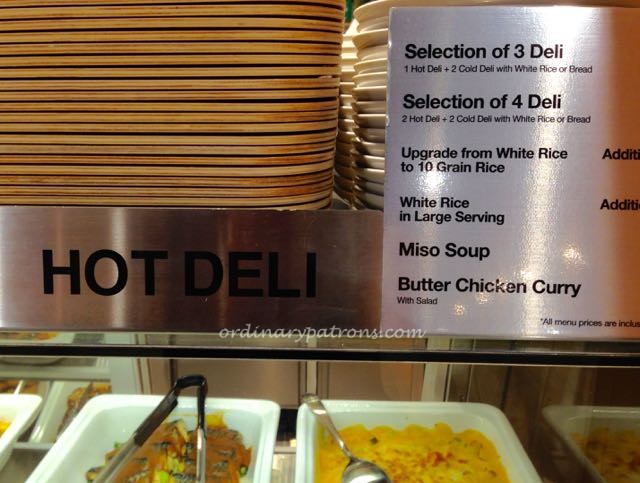 Selection of 3 Deli
1 Hot Deli + 2 Cold Deli with White Rice or Bread
Selection of 4 Deli
2 Hot Deli + 2 Cold Deli with White Rice or Bread
Upgrade from White Rice
to 10 Grain Rice
Additi
White Rice
in Large Serving
Additi
Miso Soup
Butter Chicken Curry
With Salad
*All menu prices are inclus
HOT DELI
ordinarypatrons.com